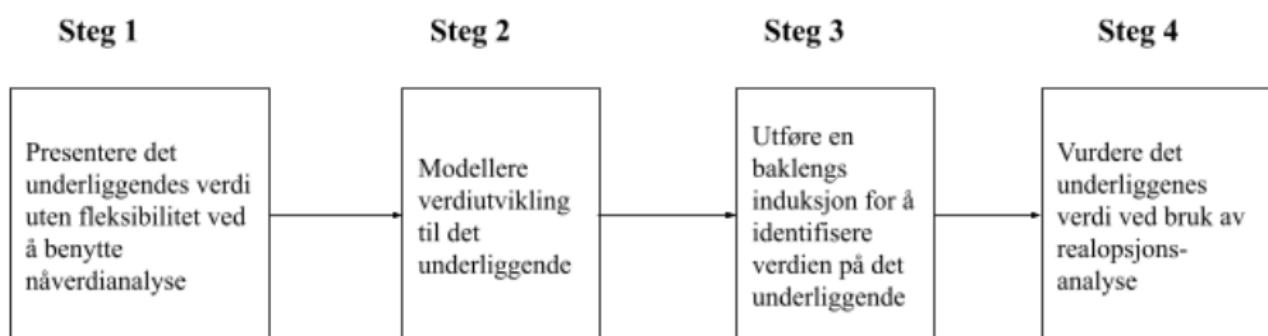 Steg 1
Steg 2
Steg 3
Steg 4
Presentere det
underliggendes verdi
uten fleksibilitet ved
å benytte
nåverdianalyse
Modellere
verdiutvikling
til det
underliggende
Utføre en
baklengs
induksjon for å
identifisere
verdien på det
underliggende
Vurdere det
underliggenes
verdi ved bruk av
realopsjons-
analyse